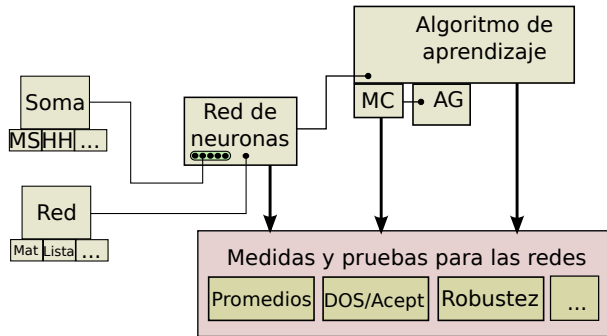 Algoritmo de
aprendizaje
MC
AG
Soma
MS HH ...
Red de
neuronas
Red
Mat Lista ...
Medidas y pruebas para las redes
Promedios DOS/Acept Robustez ...